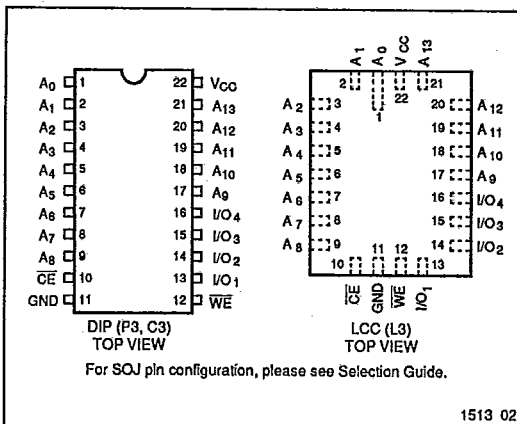 A0 1 22 VCC
A1 2 21 A13
A2 3 20 A12
A3 4 19 A11
A4 5 18 A10
A5 6 17 A9
A6 7 16 I/O4
A7 8 15 I/O3
A8 9 14 I/O2
CE 10 13 I/O1
GND 11 12 WE
DIP (P3, C3)
TOP VIEW
A1 A0 VCC A13
2 1 22 21
A2 3 20 A12
A3 4 19 A11
A4 5 18 A10
A5 6 17 A9
A6 7 16 I/O4
A7 8 15 I/O3
A8 9 14 I/O2
10 11 12 13
CE GND WE I/O1
LCC (L3)
TOP VIEW
For SOJ pin configuration, please see Selection Guide.
1513 02